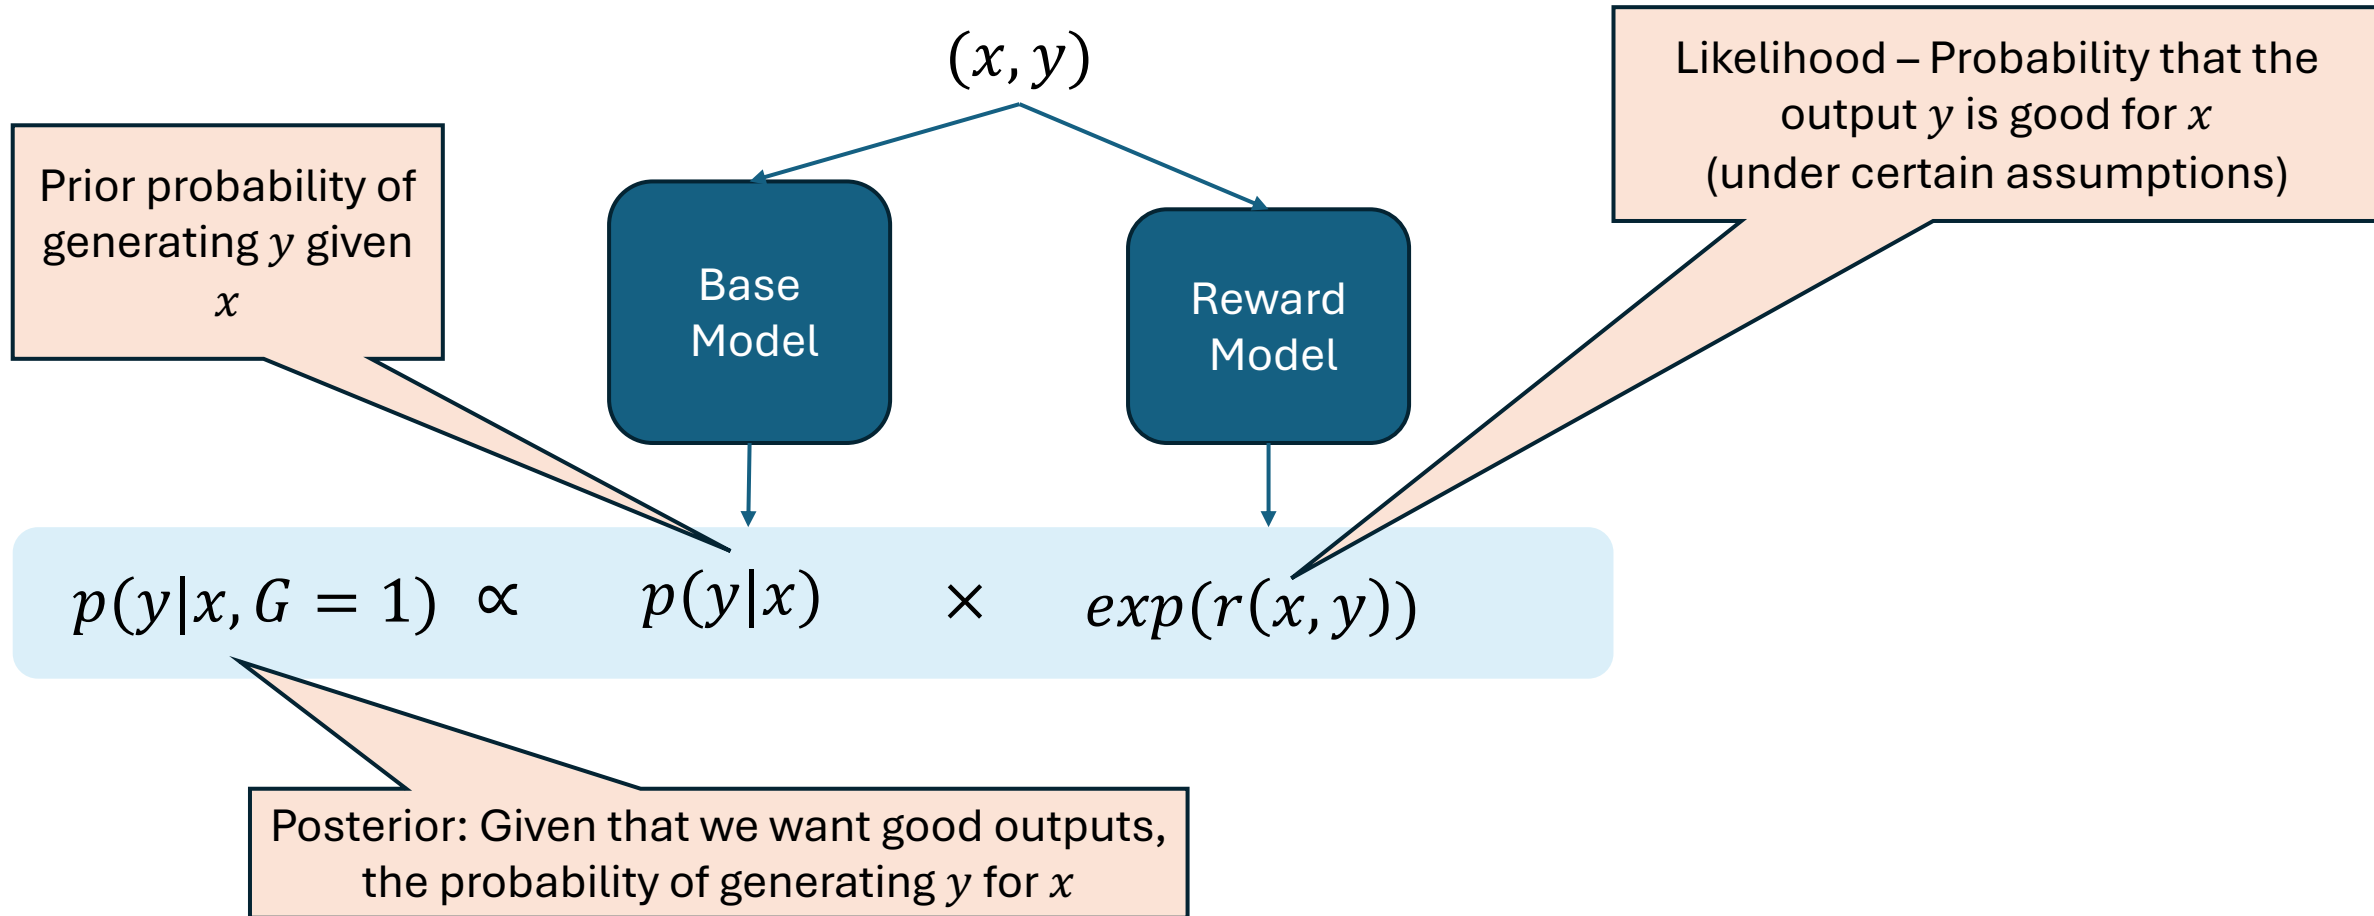 (x, y)
Likelihood – Probability that the
output y is good for x
(under certain assumptions)
Prior probability of
generating y given
x
Base
Model
Reward
Model
p(y|x, G = 1) ∝ p(y|x) × exp(r(x, y))
Posterior: Given that we want good outputs,
the probability of generating y for x